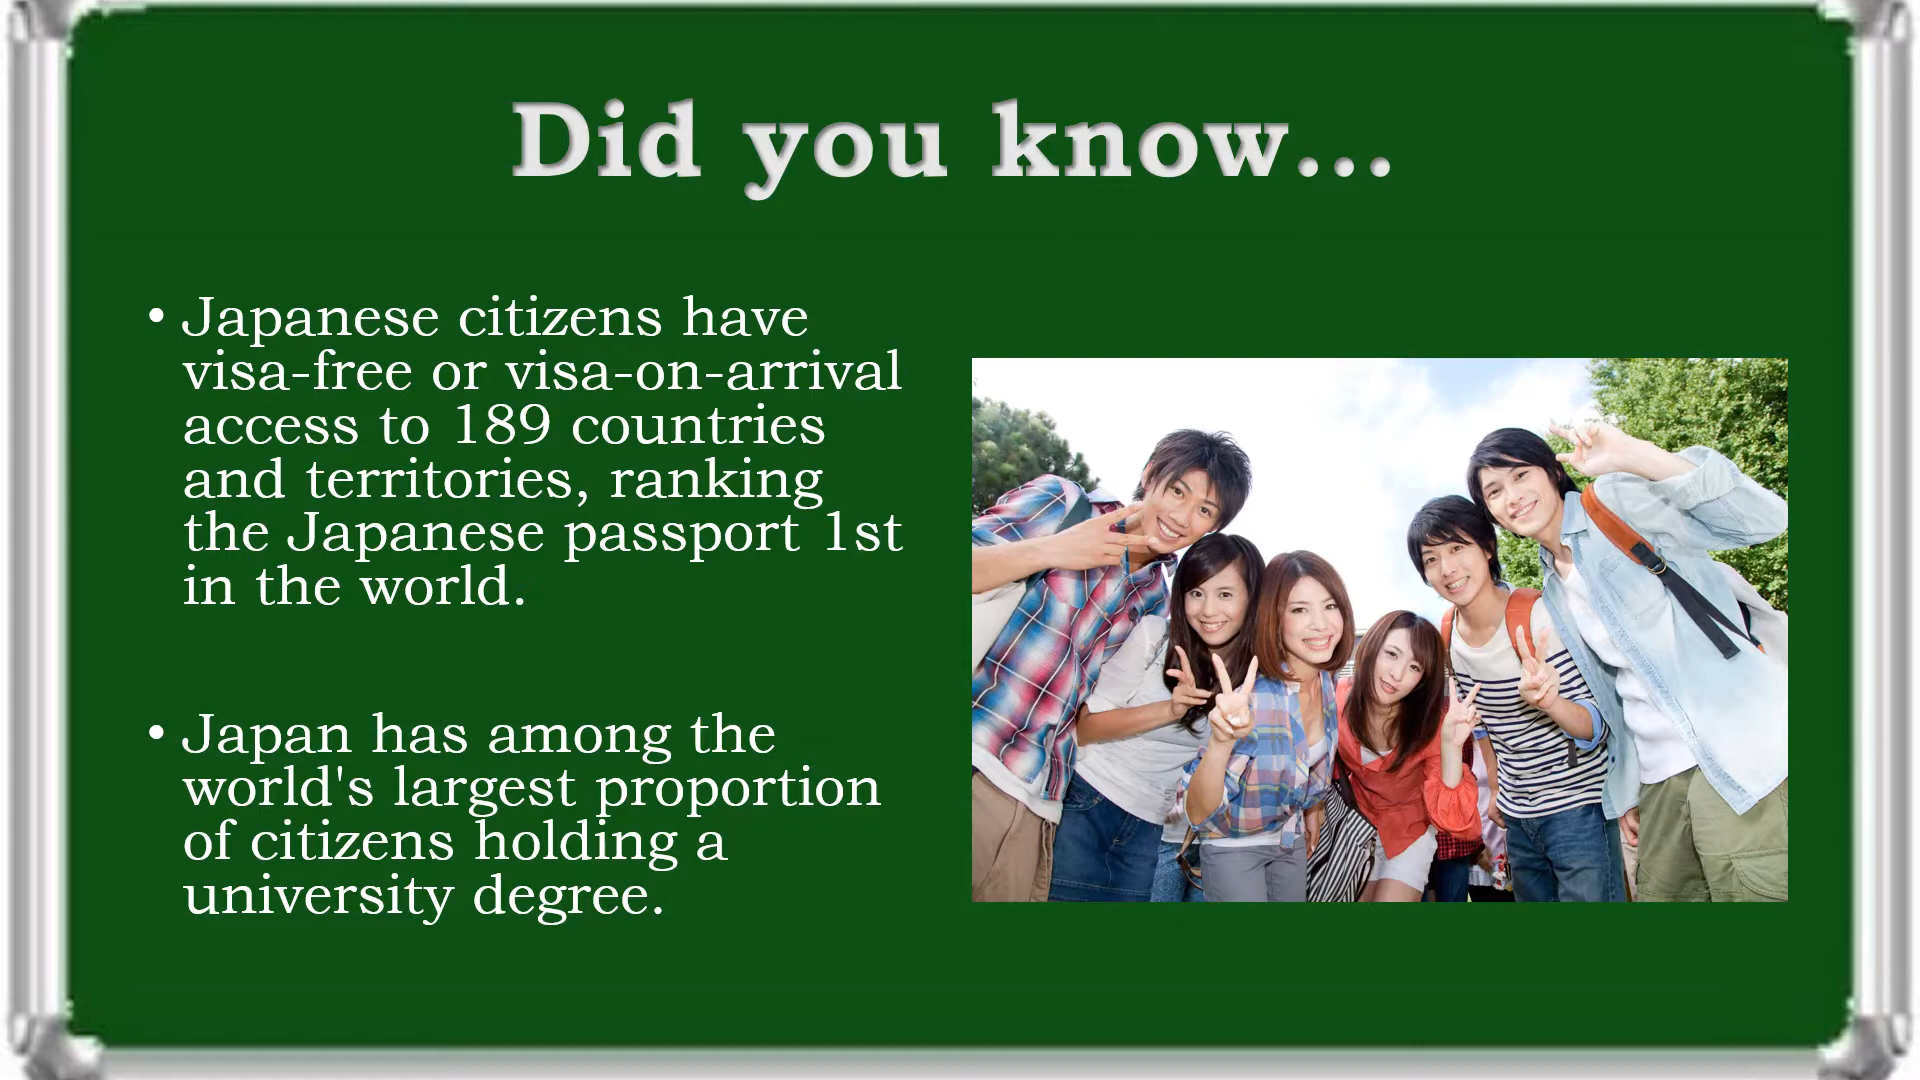 Did you know...
• Japanese citizens have
visa-free or visa-on-arrival
access to 189 countries
and territories, ranking
the Japanese passport 1st
in the world.
• Japan has among the
world's largest proportion
of citizens holding a
university degree.